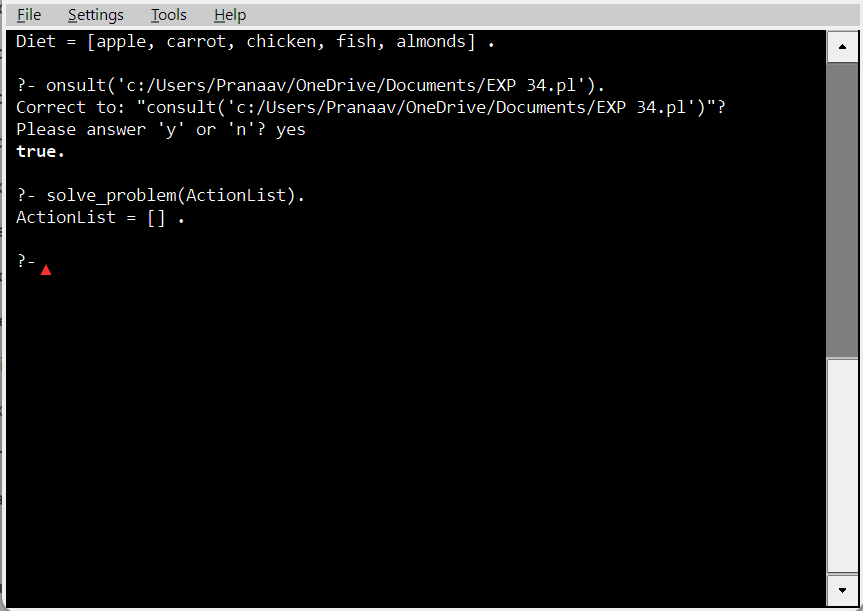 File Settings Tools Help
Diet = [apple, carrot, chicken, fish, almonds] .
?- onsult('c:/Users/Pranaav/OneDrive/Documents/EXP 34.pl').
Correct to: "consult('c:/Users/Pranaav/OneDrive/Documents/EXP 34.pl')"?
Please answer 'y' or 'n'? yes
true.
?- solve_problem(ActionList).
ActionList = [] .
?-